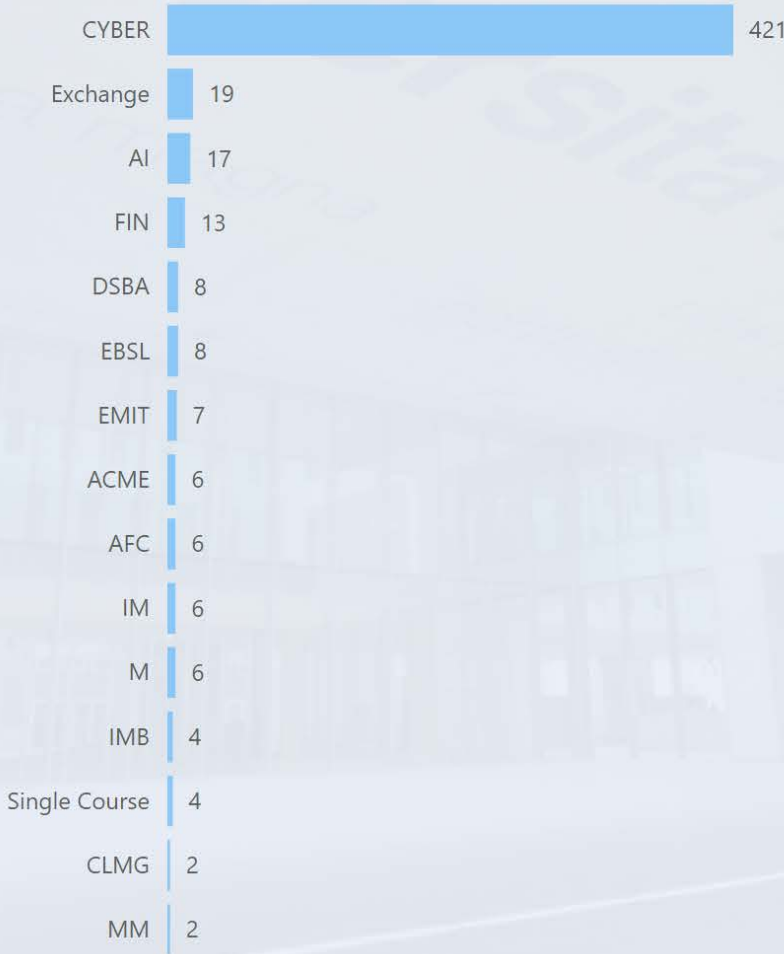 CYBER 421
Exchange 19
AI 17
FIN 13
DSBA 8
EBSL 8
EMIT 7
ACME 6
AFC 6
IM 6
M 6
IMB 4
Single Course 4
CLMG 2
MM 2